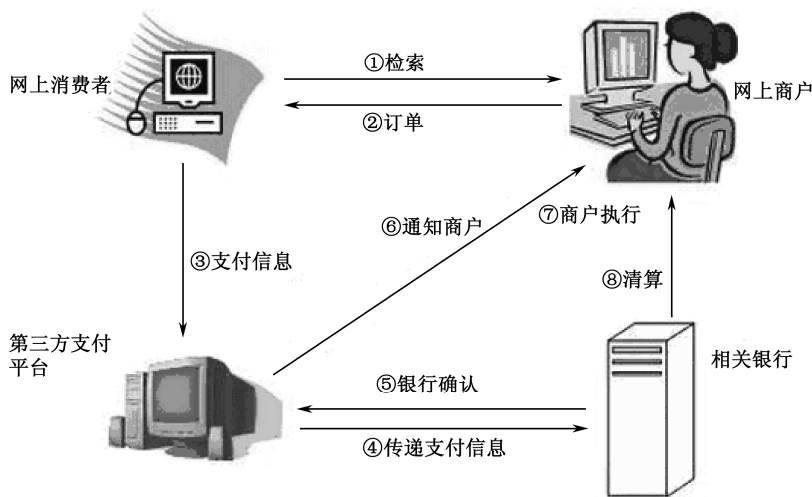 ①检索
网上消费者
网上商户
②订单
⑥通知商户
⑦商户执行
③支付信息
⑧清算
第三方支付
平台
相关银行
⑤银行确认
④传递支付信息